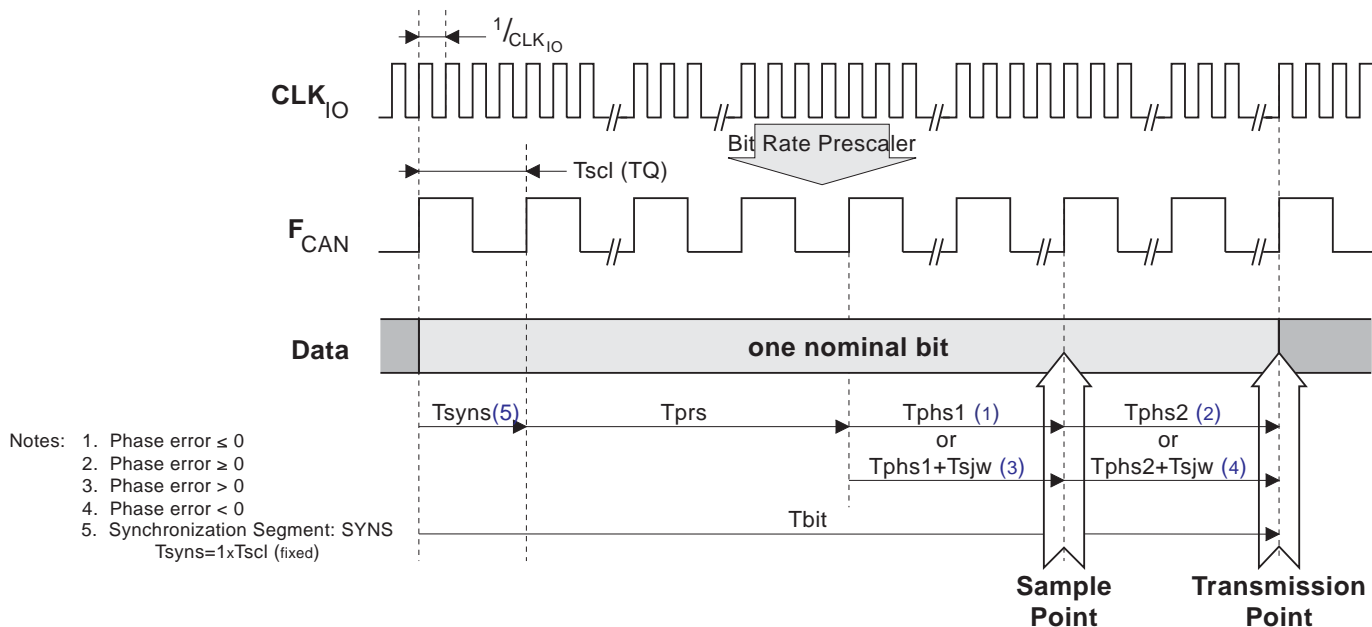 1/CLKIO
CLKIO
Bit Rate Prescaler
Tscl (TQ)
FCAN
Data
one nominal bit
Tsyns(5)
Tprs
Tphs1 (1)
or
Tphs1+Tsjw (3)
Tphs2 (2)
or
Tphs2+Tsjw (4)
Tbit
Notes: 1. Phase error ≤ 0
2. Phase error ≥ 0
3. Phase error > 0
4. Phase error < 0
5. Synchronization Segment: SYNS
Tsyns=1xTscl (fixed)
Sample
Point
Transmission
Point